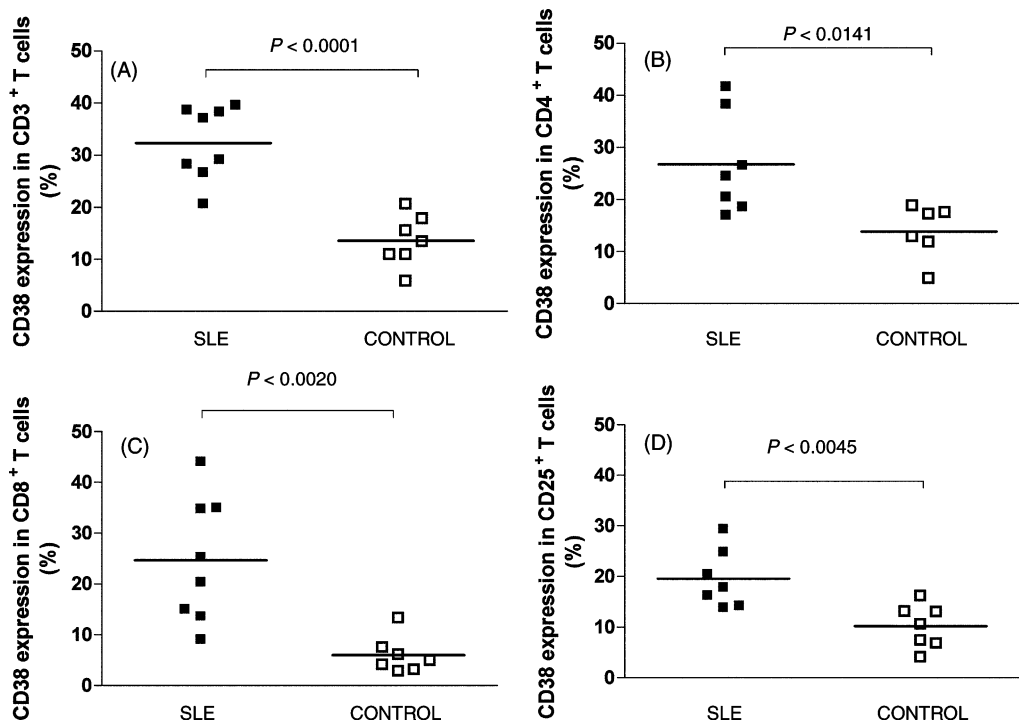 CD38 expression in CD3 + T cells
(%)
(A)
P < 0.0001
50
40
30
20
10
0
SLE
CONTROL
CD38 expression in CD4 + T cells
(%)
(B)
P < 0.0141
50
40
30
20
10
0
SLE
CONTROL
CD38 expression in CD8 + T cells
(%)
(C)
P < 0.0020
50
40
30
20
10
0
SLE
CONTROL
CD38 expression in CD25 + T cells
(%)
(D)
P < 0.0045
50
40
30
20
10
0
SLE
CONTROL